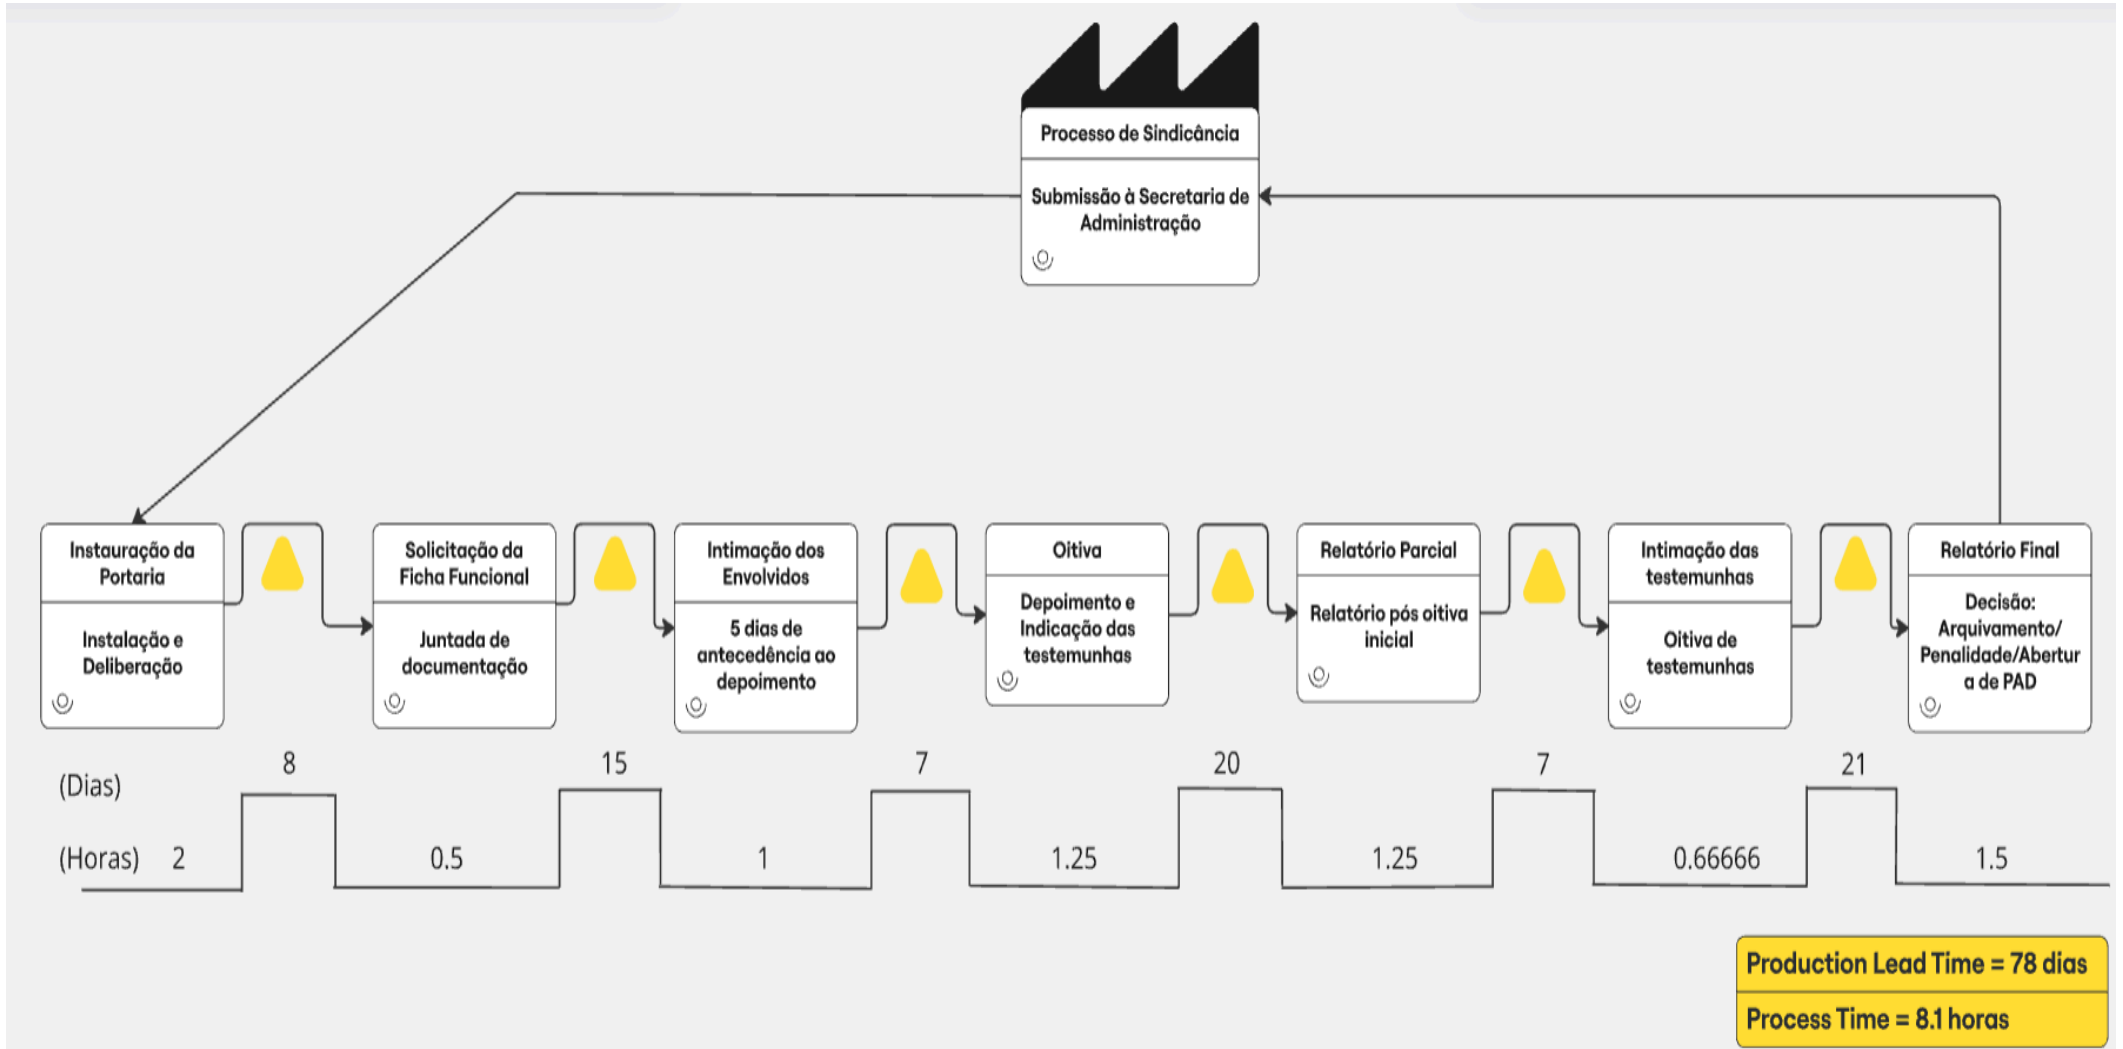 Processo de Sindicância
Submissão à Secretaria de
Administração
Instauração da
Portaria
Instalação e
Deliberação
Solicitação da
Ficha Funcional
Juntada de
documentação
Intimação dos
Envolvidos
5 dias de
antecedência ao
depoimento
Oitiva
Depoimento e
Indicação das
testemunhas
Relatório Parcial
Relatório pós oitiva
inicial
Intimação das
testemunhas
Oitiva de
testemunhas
Relatório Final
Decisão:
Arquivamento/
Penalidade/Abertur
a de PAD
(Dias) 8 15 7 20 7 21
(Horas) 2 0.5 1 1.25 1.25 0.66666 1.5
Production Lead Time = 78 dias
Process Time = 8.1 horas